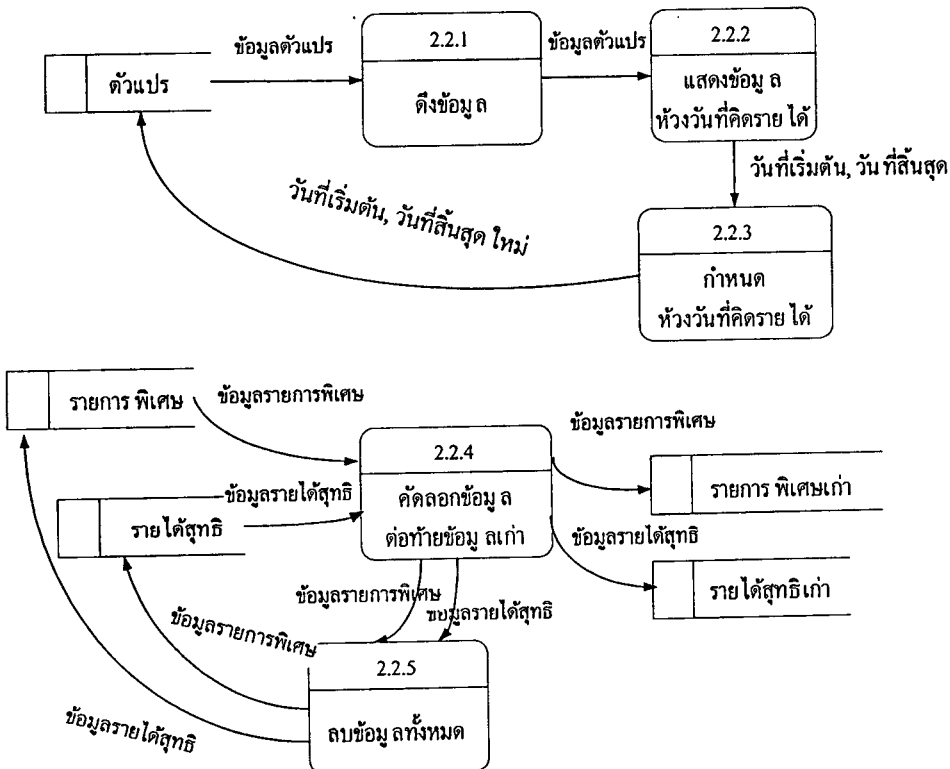 ข้อมูลตัวแปร
2.2.1
ข้อมูลตัวแปร
2.2.2
ตัวแปร
ดึงข้อมูล
แสดงข้อมูล
ห้วงวันที่คิดรายได้
วันที่เริ่มต้น, วันที่สิ้นสุด
วันที่เริ่มต้น, วันที่สิ้นสุด ใหม่
2.2.3
กำหนด
ห้วงวันที่คิดรายได้
รายการ พิเศษ
ข้อมูลรายการพิเศษ
2.2.4
ข้อมูลรายการพิเศษ
คัดลอกข้อมูล
ต่อท้ายข้อมูลเก่า
รายการ พิเศษเก่า
ข้อมูลรายได้สุทธิ
รายได้สุทธิ
ข้อมูลรายได้สุทธิ
รายได้สุทธิเก่า
ข้อมูลรายการพิเศษ
ขอมูลรายได้สุทธิ
ข้อมูลรายการพิเศษ
2.2.5
ลบข้อมูลทั้งหมด
ข้อมูลรายได้สุทธิ